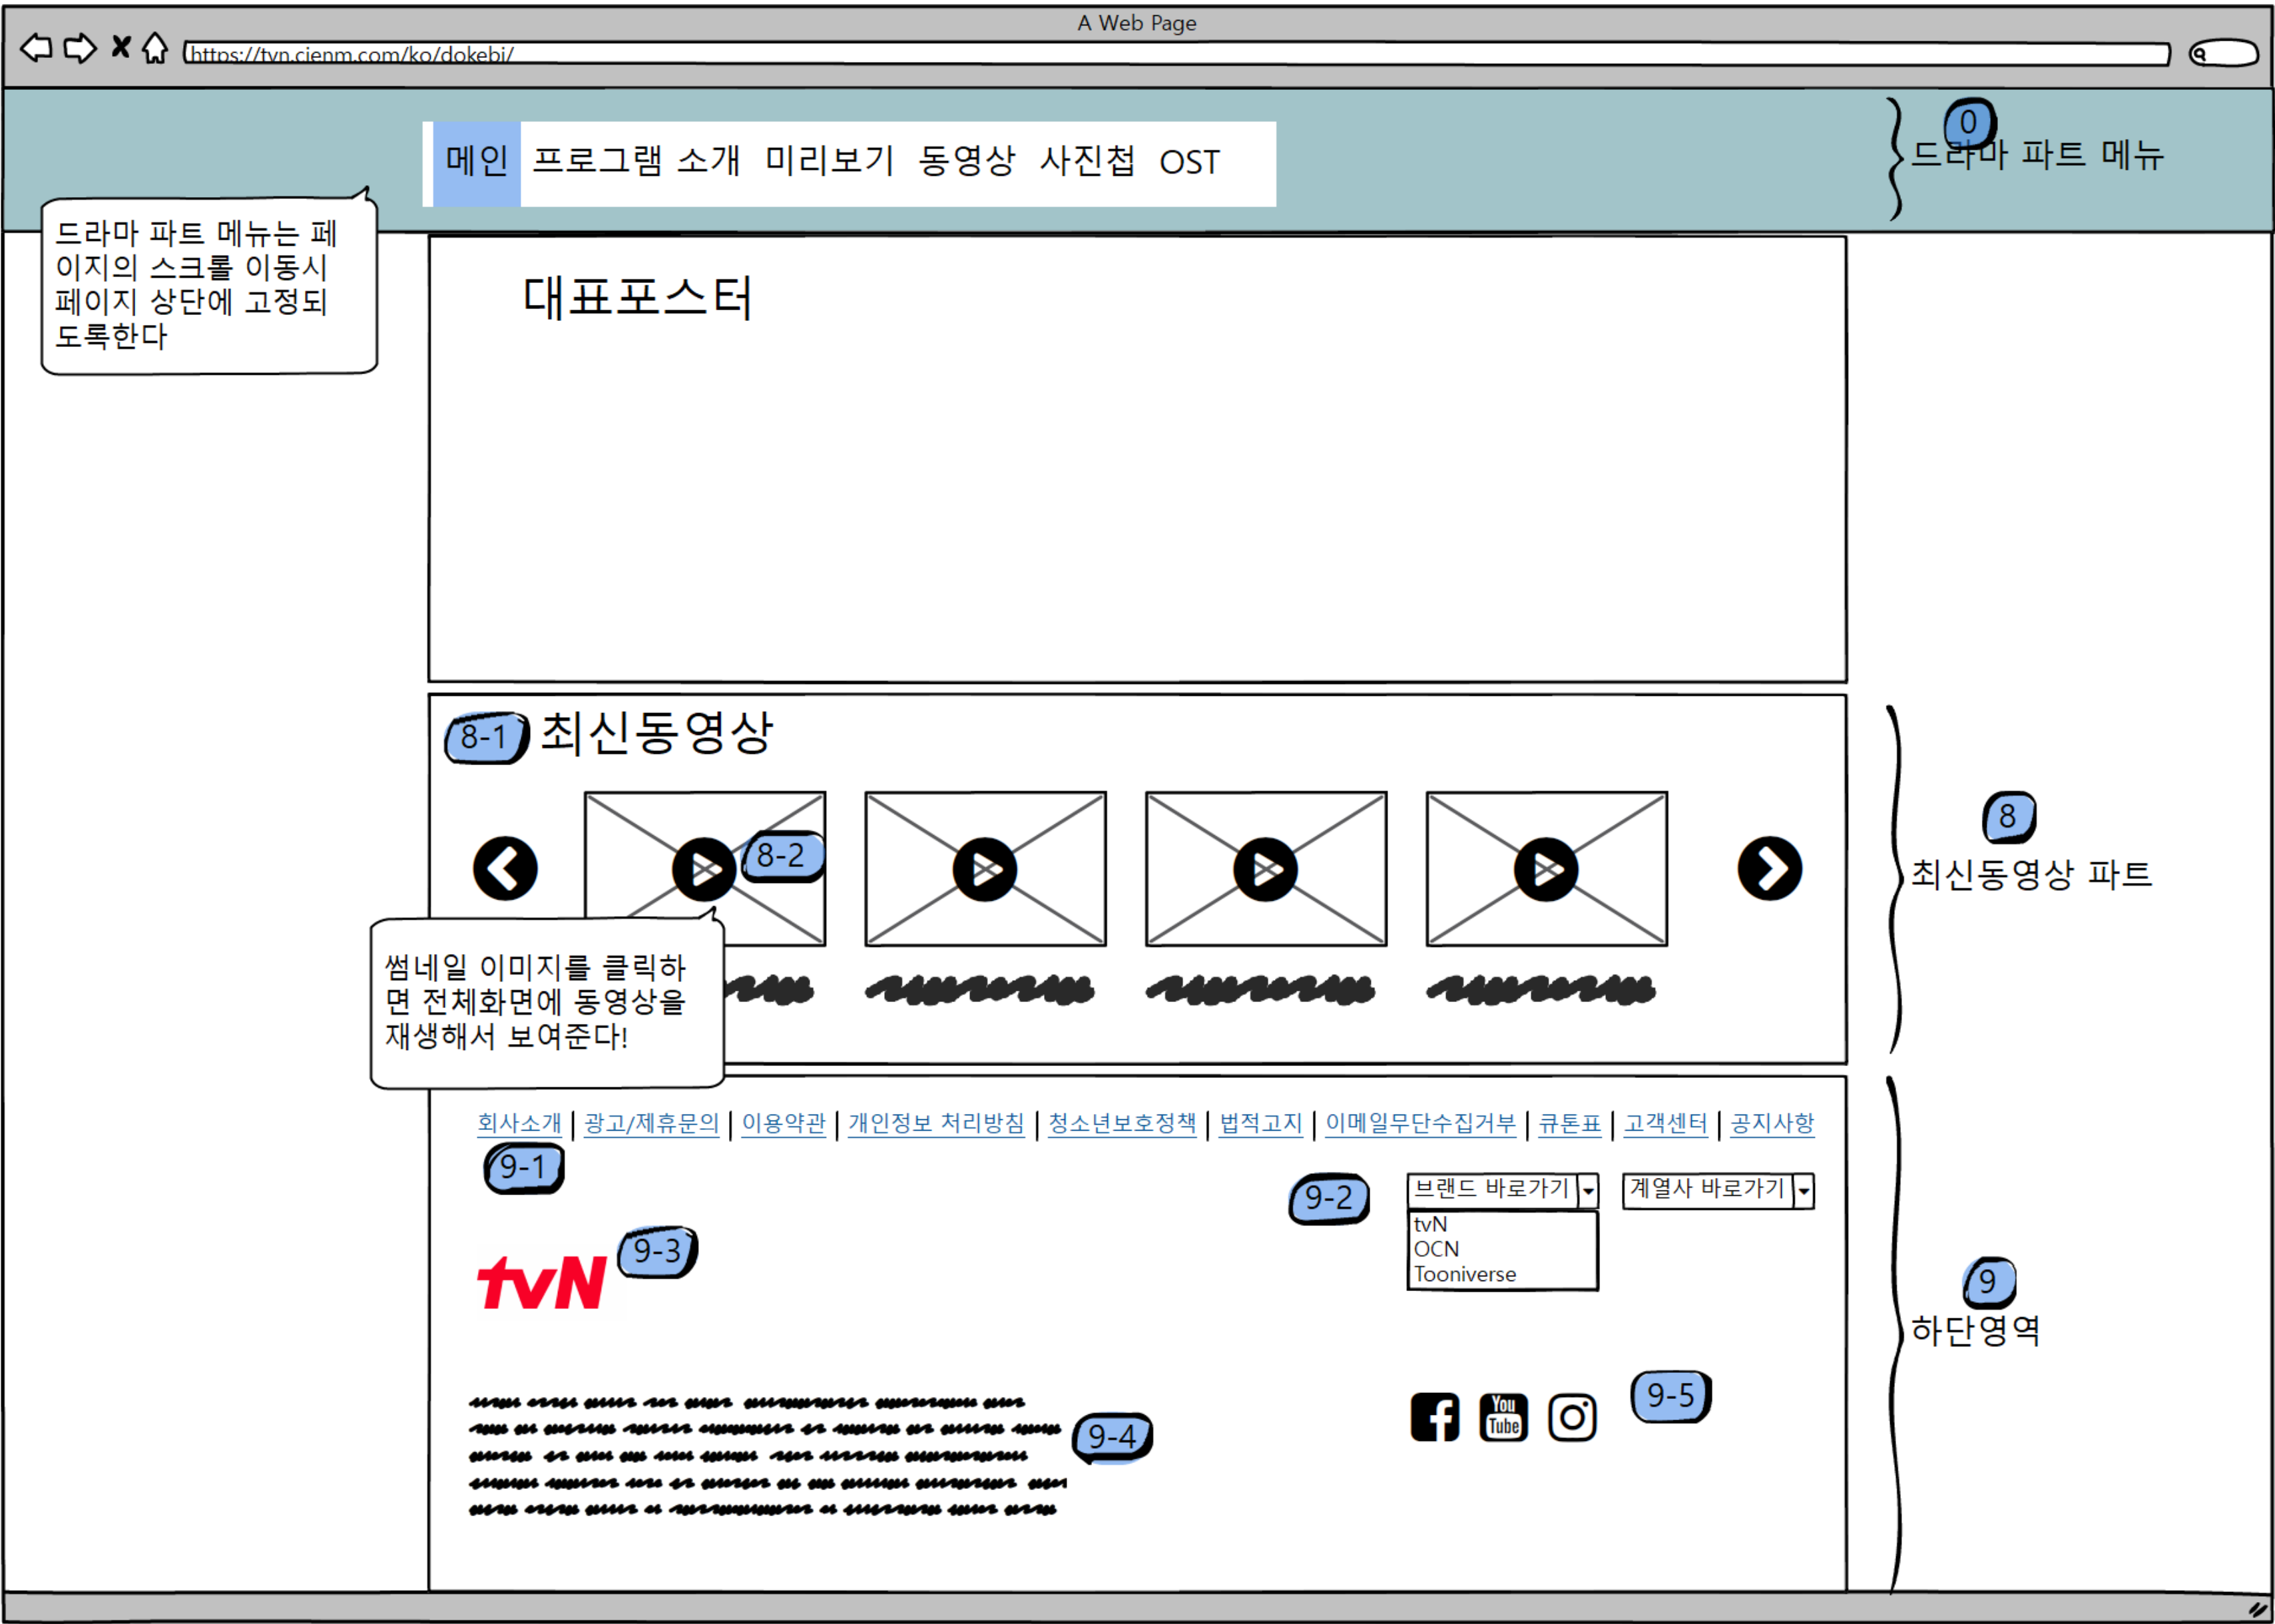 A Web Page
https://tvn.cjenm.com/ko/dokebi/
메인 프로그램 소개 미리보기 동영상 사진첩 OST
0
드라마 파트 메뉴
드라마 파트 메뉴는 페
이지의 스크롤 이동시
페이지 상단에 고정되
도록한다
대표포스터
8-1 최신동영상
8-2
8
최신동영상 파트
썸네일 이미지를 클릭하
면 전체화면에 동영상을
재생해서 보여준다!
회사소개 | 광고/제휴문의 | 이용약관 | 개인정보 처리방침 | 청소년보호정책 | 법적고지 | 이메일무단수집거부 | 큐톤표 | 고객센터 | 공지사항
9-1
9-2
브랜드 바로가기
계열사 바로가기
tvN
OCN
Tooniverse
tvN
9-3
9
하단영역
9-4
You
Tube
9-5